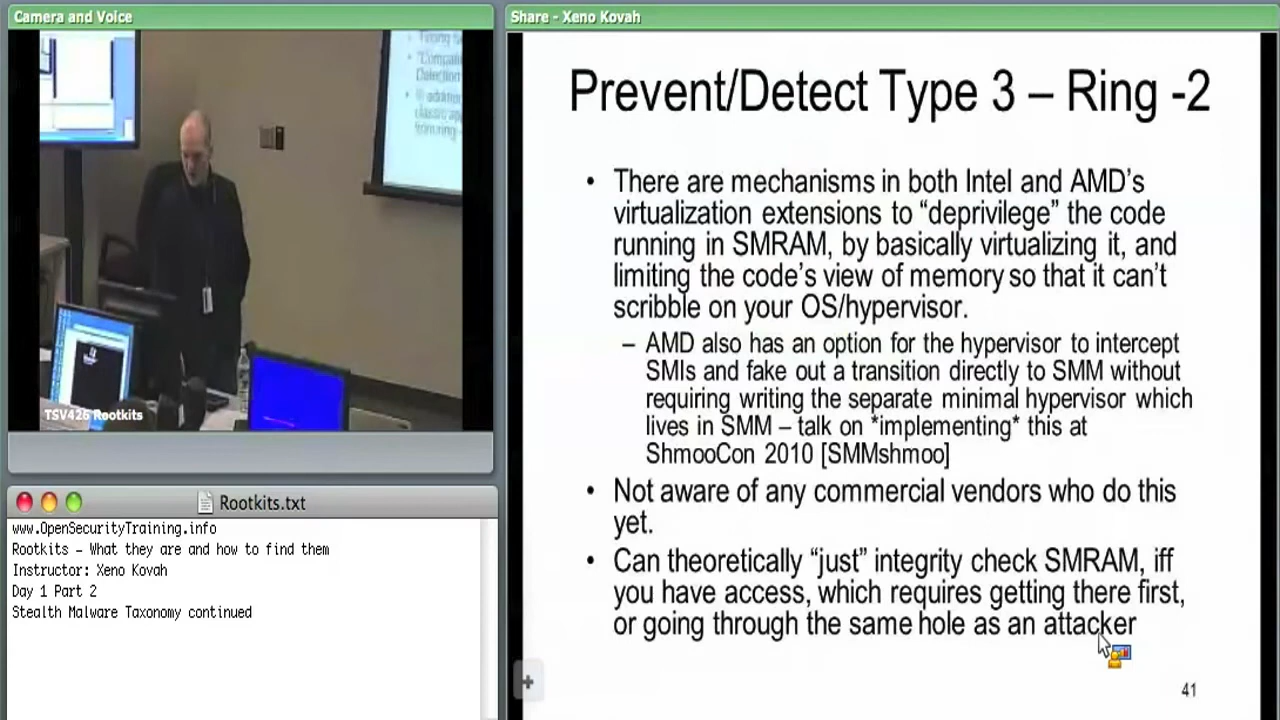 Camera and Voice
TSV426 Rootkits
Rootkits.txt
www.OpenSecurityTraining.info
Rootkits – What they are and how to find them
Instructor: Xeno Kovah
Day 1 Part 2
Stealth Malware Taxonomy continued
Share - Xeno Kovah
Prevent/Detect Type 3 – Ring -2
• There are mechanisms in both Intel and AMD’s
virtualization extensions to “deprivilege” the code
running in SMRAM, by basically virtualizing it, and
limiting the code’s view of memory so that it can’t
scribble on your OS/hypervisor.
– AMD also has an option for the hypervisor to intercept
SMIs and fake out a transition directly to SMM without
requiring writing the separate minimal hypervisor which
lives in SMM – talk on *implementing* this at
ShmooCon 2010 [SMMshmoo]
• Not aware of any commercial vendors who do this
yet.
• Can theoretically “just” integrity check SMRAM, iff
you have access, which requires getting there first,
or going through the same hole as an attacker
41